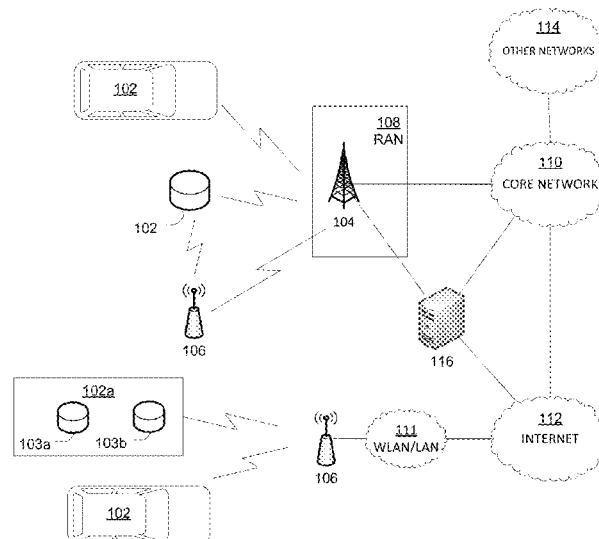 114
OTHER NETWORKS
102
108
RAN
110
CORE NETWORK
104
102
106
116
102a
103a
103b
111
WLAN/LAN
112
INTERNET
106
102